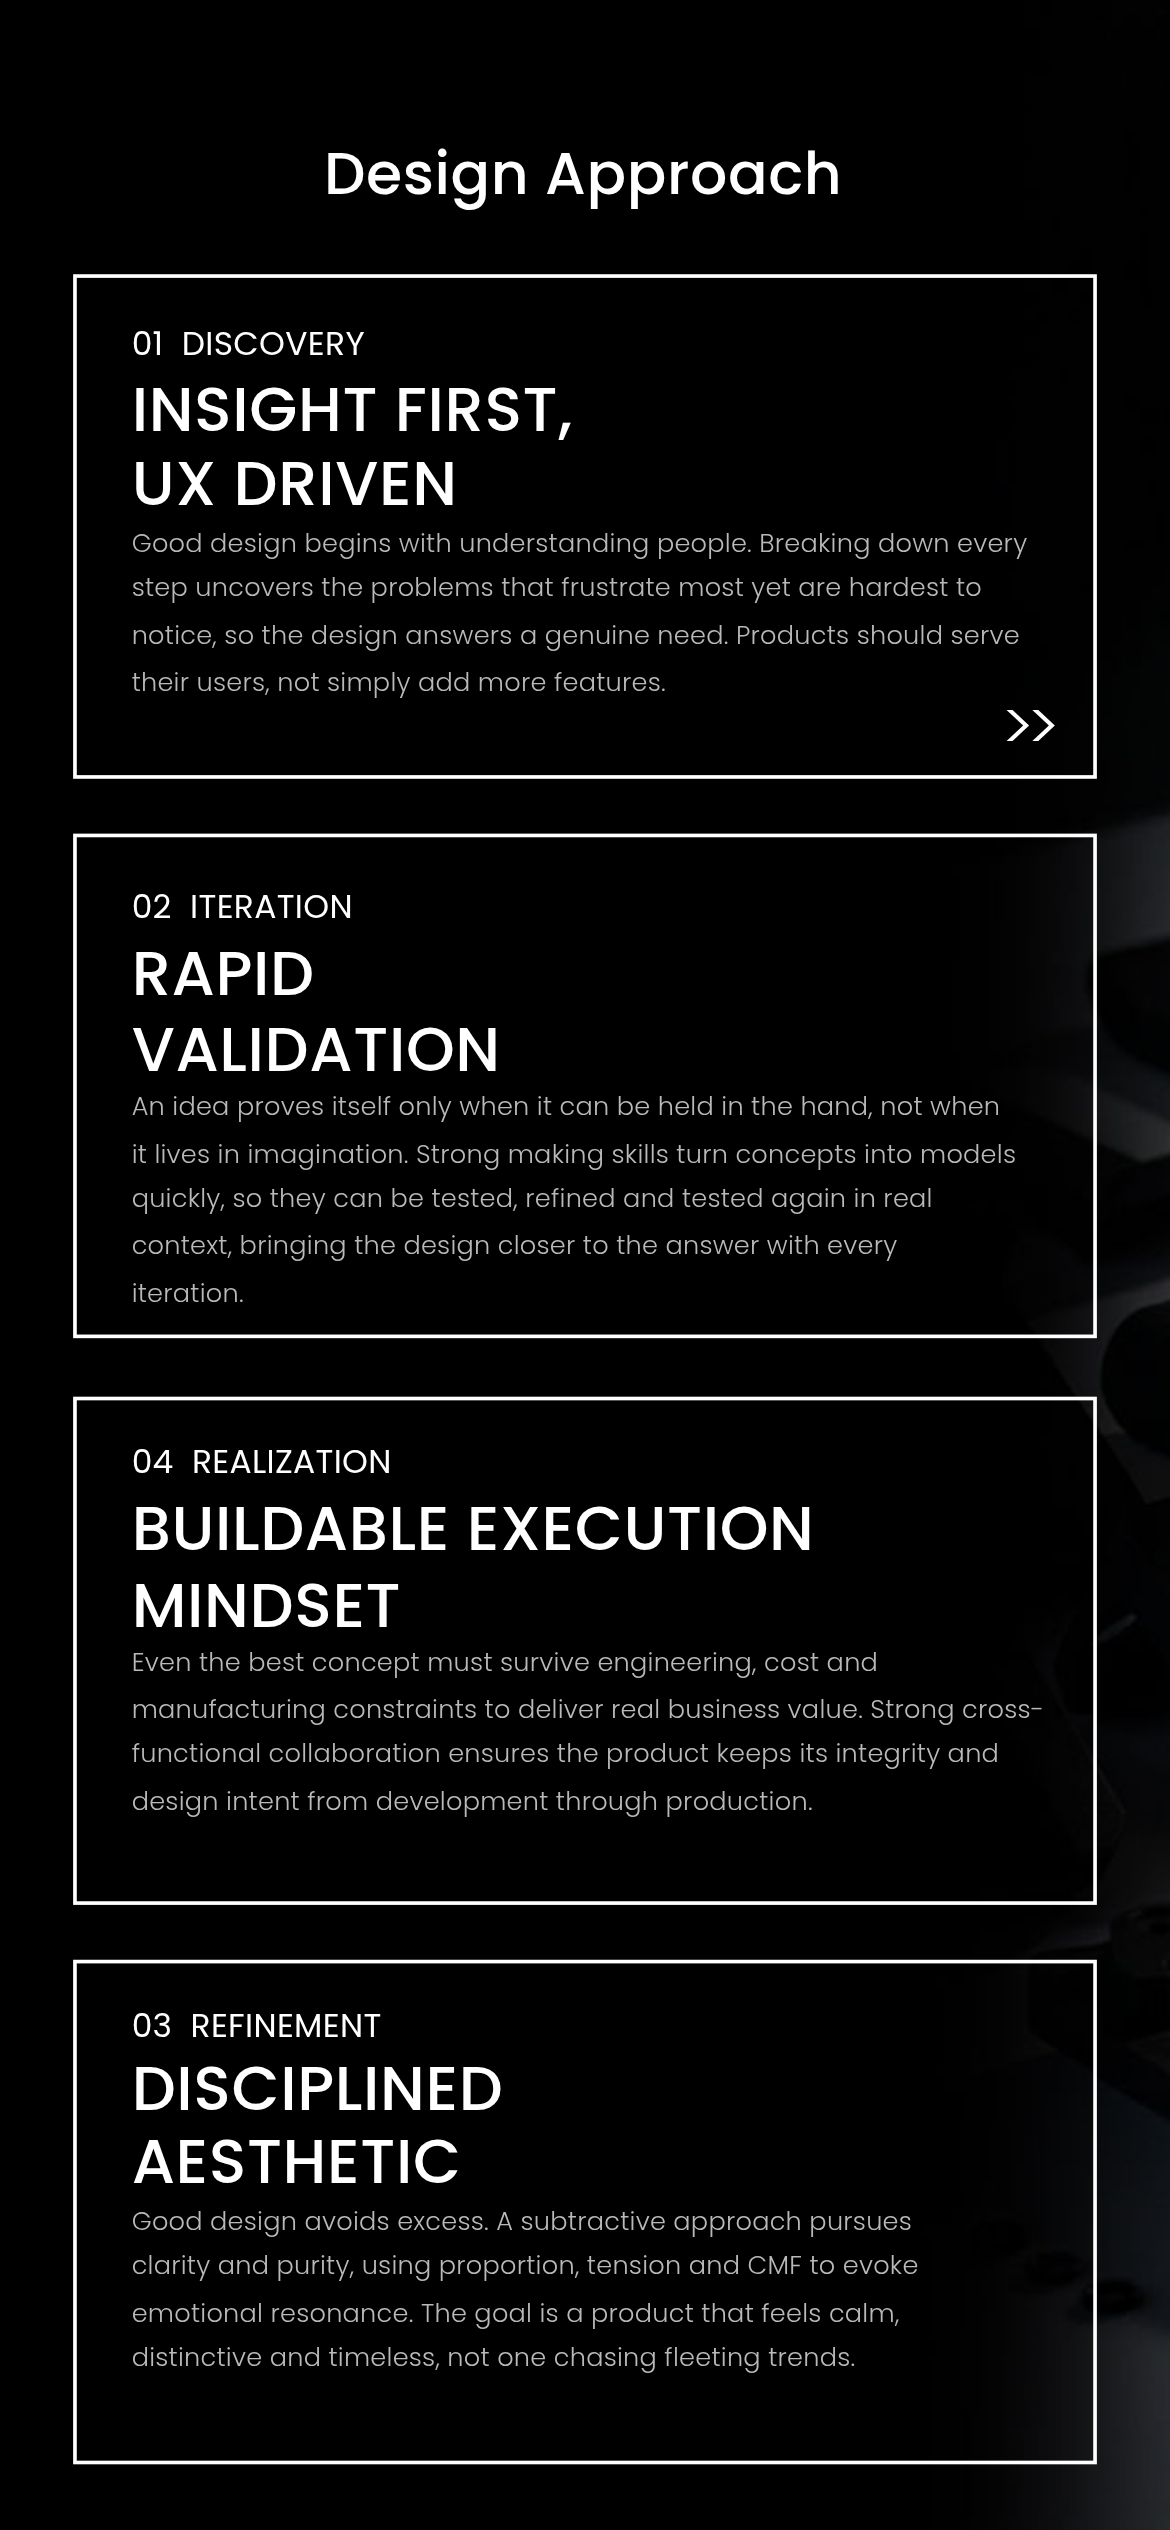 Design Approach
01 DISCOVERY
INSIGHT FIRST,
UX DRIVEN
Good design begins with understanding people. Breaking down every
step uncovers the problems that frustrate most yet are hardest to
notice, so the design answers a genuine need. Products should serve
their users, not simply add more features.
>>
02 ITERATION
RAPID
VALIDATION
An idea proves itself only when it can be held in the hand, not when
it lives in imagination. Strong making skills turn concepts into models
quickly, so they can be tested, refined and tested again in real
context, bringing the design closer to the answer with every
iteration.
04 REALIZATION
BUILDABLE EXECUTION
MINDSET
Even the best concept must survive engineering, cost and
manufacturing constraints to deliver real business value. Strong cross-
functional collaboration ensures the product keeps its integrity and
design intent from development through production.
03 REFINEMENT
DISCIPLINED
AESTHETIC
Good design avoids excess. A subtractive approach pursues
clarity and purity, using proportion, tension and CMF to evoke
emotional resonance. The goal is a product that feels calm,
distinctive and timeless, not one chasing fleeting trends.